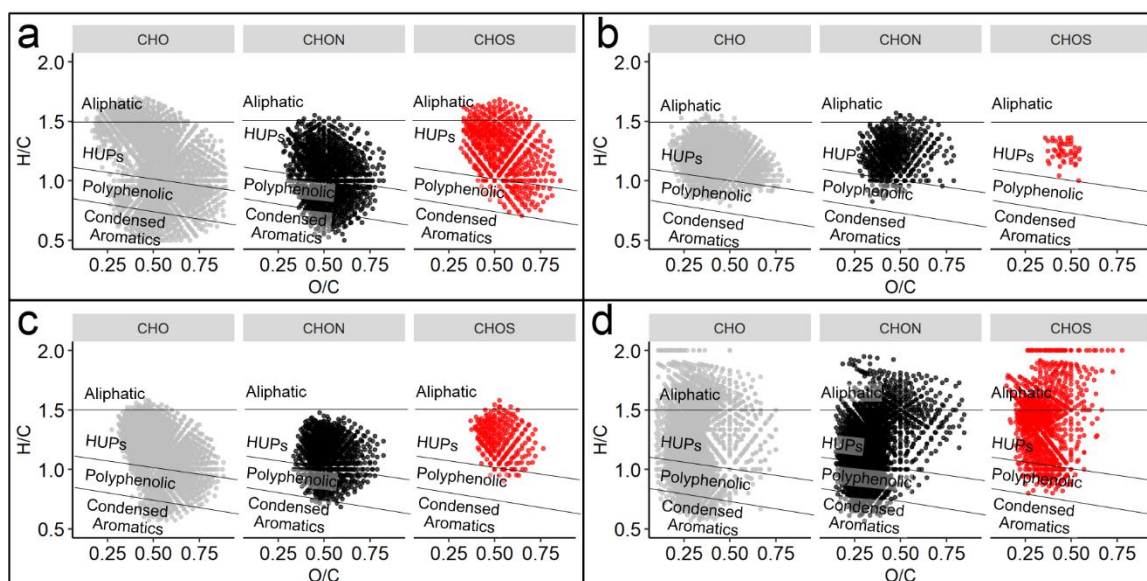 a
CHO CHON CHOS
2.0
1.5
1.0
0.5
H/C
Aliphatic Aliphatic Aliphatic
HUPs HUPs HUPs
Polyphenolic Polyphenolic Polyphenolic
Condensed Aromatics Condensed Aromatics Condensed Aromatics
0.25 0.50 0.75 0.25 0.50 0.75 0.25 0.50 0.75
O/C
b
CHO CHON CHOS
2.0
1.5
1.0
0.5
H/C
Aliphatic Aliphatic Aliphatic
HUPs HUPs HUPs
Polyphenolic Polyphenolic Polyphenolic
Condensed Aromatics Condensed Aromatics Condensed Aromatics
0.25 0.50 0.75 0.25 0.50 0.75 0.25 0.50 0.75
O/C
c
CHO CHON CHOS
2.0
1.5
1.0
0.5
H/C
Aliphatic Aliphatic Aliphatic
HUPs HUPs HUPs
Polyphenolic Polyphenolic Polyphenolic
Condensed Aromatics Condensed Aromatics Condensed Aromatics
0.25 0.50 0.75 0.25 0.50 0.75 0.25 0.50 0.75
O/C
d
CHO CHON CHOS
2.0
1.5
1.0
0.5
H/C
Aliphatic Aliphatic Aliphatic
HUPs HUPs HUPs
Polyphenolic Polyphenolic Polyphenolic
Condensed Aromatics Condensed Aromatics Condensed Aromatics
0.25 0.50 0.75 0.25 0.50 0.75 0.25 0.50 0.75
O/C